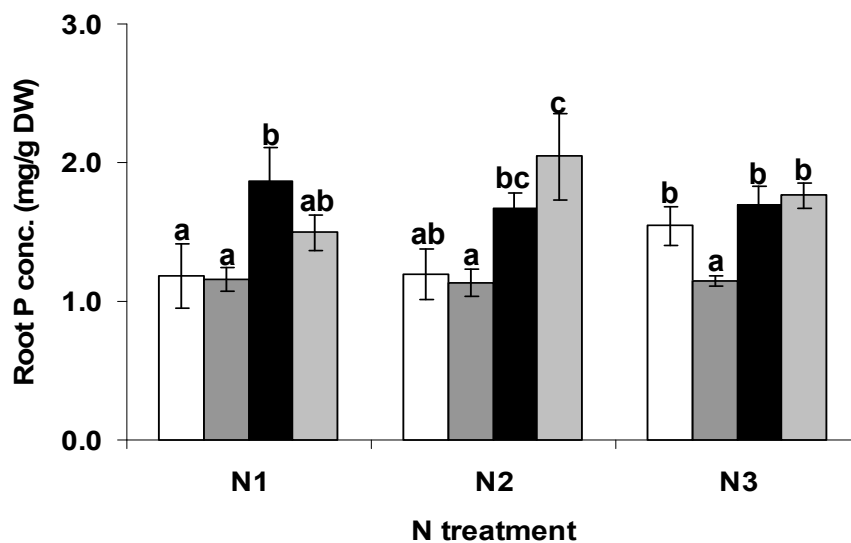 3.0
2.0
1.0
0.0
Root P conc. (mg/g DW)
a
a
b
ab
ab
a
bc
c
b
a
b
b
N1
N2
N3
N treatment